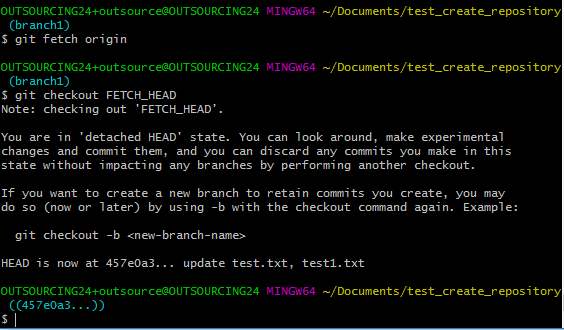 OUTSOURCING24+outsource@OUTSOURCING24 MINGW64 ~/Documents/test_create_repository
(branch1)
$ git fetch origin
OUTSOURCING24+outsource@OUTSOURCING24 MINGW64 ~/Documents/test_create_repository
(branch1)
$ git checkout FETCH_HEAD
Note: checking out 'FETCH_HEAD'.
You are in 'detached HEAD' state. You can look around, make experimental
changes and commit them, and you can discard any commits you make in this
state without impacting any branches by performing another checkout.
If you want to create a new branch to retain commits you create, you may
do so (now or later) by using -b with the checkout command again. Example:
git checkout -b <new-branch-name>
HEAD is now at 457e0a3... update test.txt, test1.txt
OUTSOURCING24+outsource@OUTSOURCING24 MINGW64 ~/Documents/test_create_repository
((457e0a3...))
$